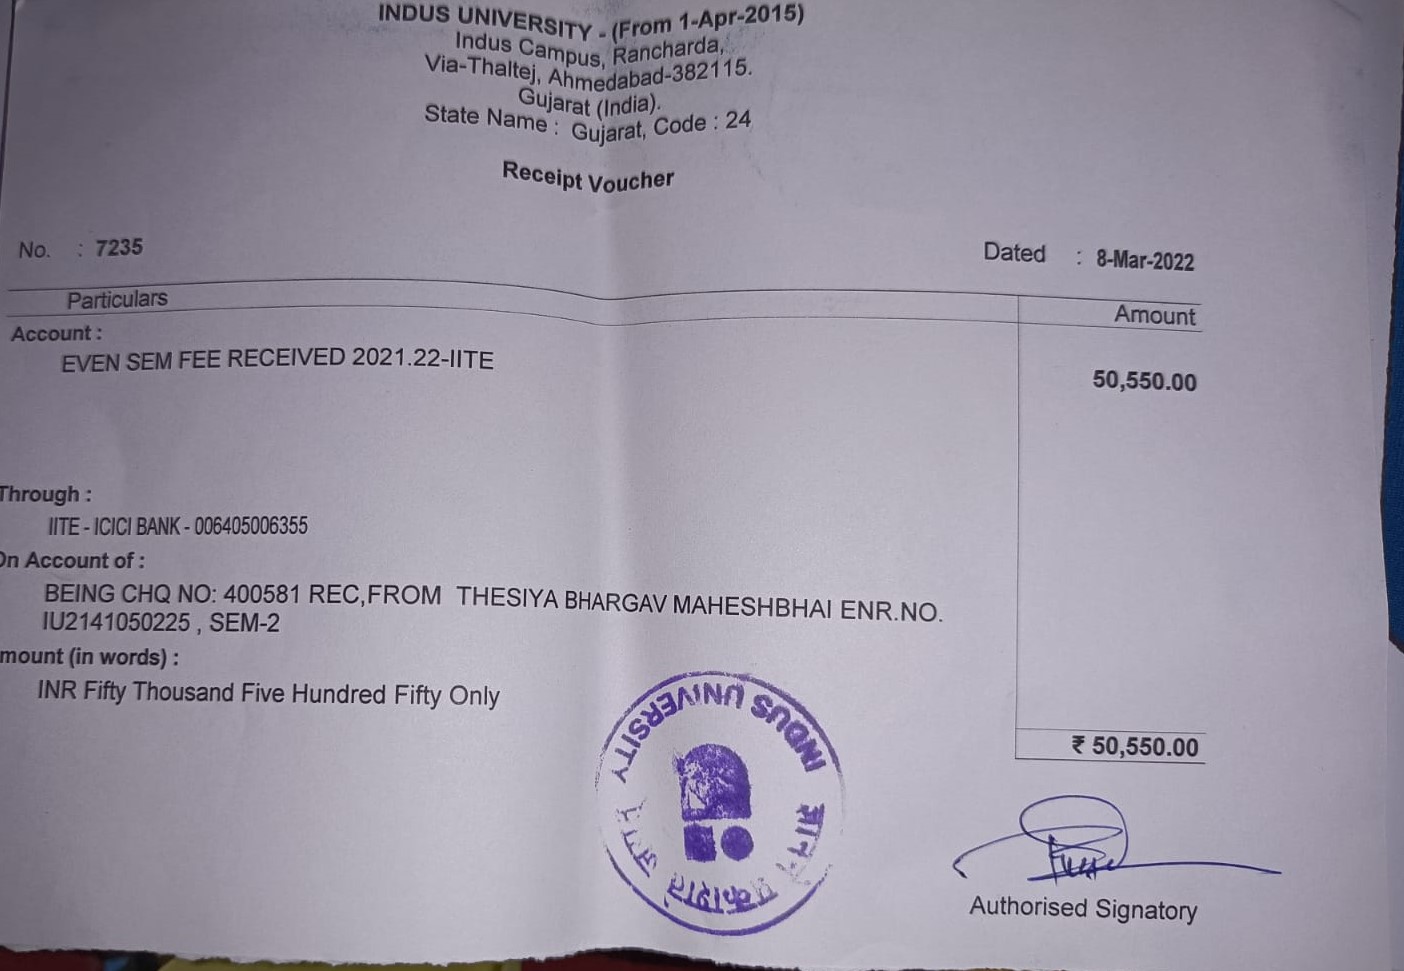 INDUS UNIVERSITY - (From 1-Apr-2015)
Indus Campus, Rancharda,
Via-Thaltej, Ahmedabad-382115.
Gujarat (India).
State Name : Gujarat, Code : 24
Receipt Voucher
No. : 7235 Dated : 8-Mar-2022
Particulars Amount
Account :
EVEN SEM FEE RECEIVED 2021.22-IITE 50,550.00
Through :
IITE - ICICI BANK - 006405006355
On Account of :
BEING CHQ NO: 400581 REC,FROM THESIYA BHARGAV MAHESHBHAI ENR.NO.
IU2141050225 , SEM-2
mount (in words) :
INR Fifty Thousand Five Hundred Fifty Only
₹ 50,550.00
INDUS UNIVERSITY
Authorised Signatory